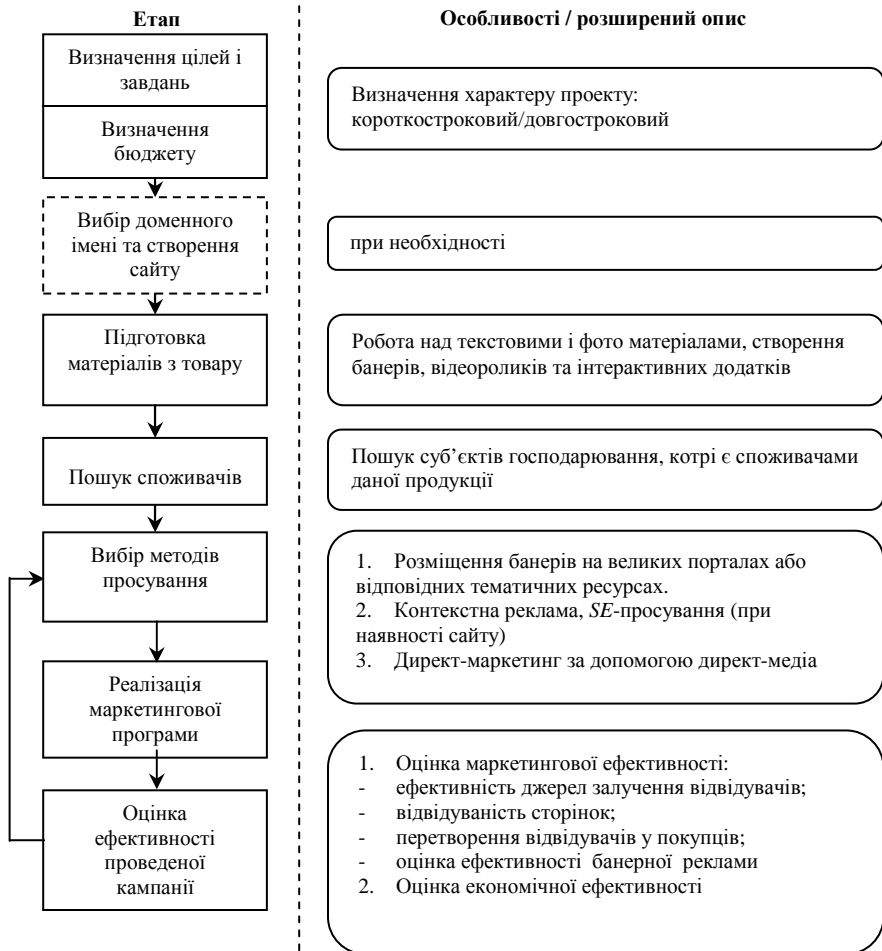 Етап
Визначення цілей і
завдань
Визначення
бюджету
Вибір доменного
імені та створення
сайту
Підготовка
матеріалів з товару
Пошук споживачів
Вибір методів
просування
Реалізація
маркетингової
програми
Оцінка
ефективності
проведеної
кампанії
Особливості / розширений опис
Визначення характеру проекту:
короткостроковий/довгостроковий
при необхідності
Робота над текстовими і фото матеріалами, створення
банерів, відеороликів та інтерактивних додатків
Пошук суб’єктів господарювання, котрі є споживачами
даної продукції
1. Розміщення банерів на великих порталах або
відповідних тематичних ресурсах.
2. Контекстна реклама, SE-просування (при
наявності сайту)
3. Директ-маркетинг за допомогою директ-медіа
1. Оцінка маркетингової ефективності:
- ефективність джерел залучення відвідувачів;
- відвідуваність сторінок;
- перетворення відвідувачів у покупців;
- оцінка ефективності банерної реклами
2. Оцінка економічної ефективності